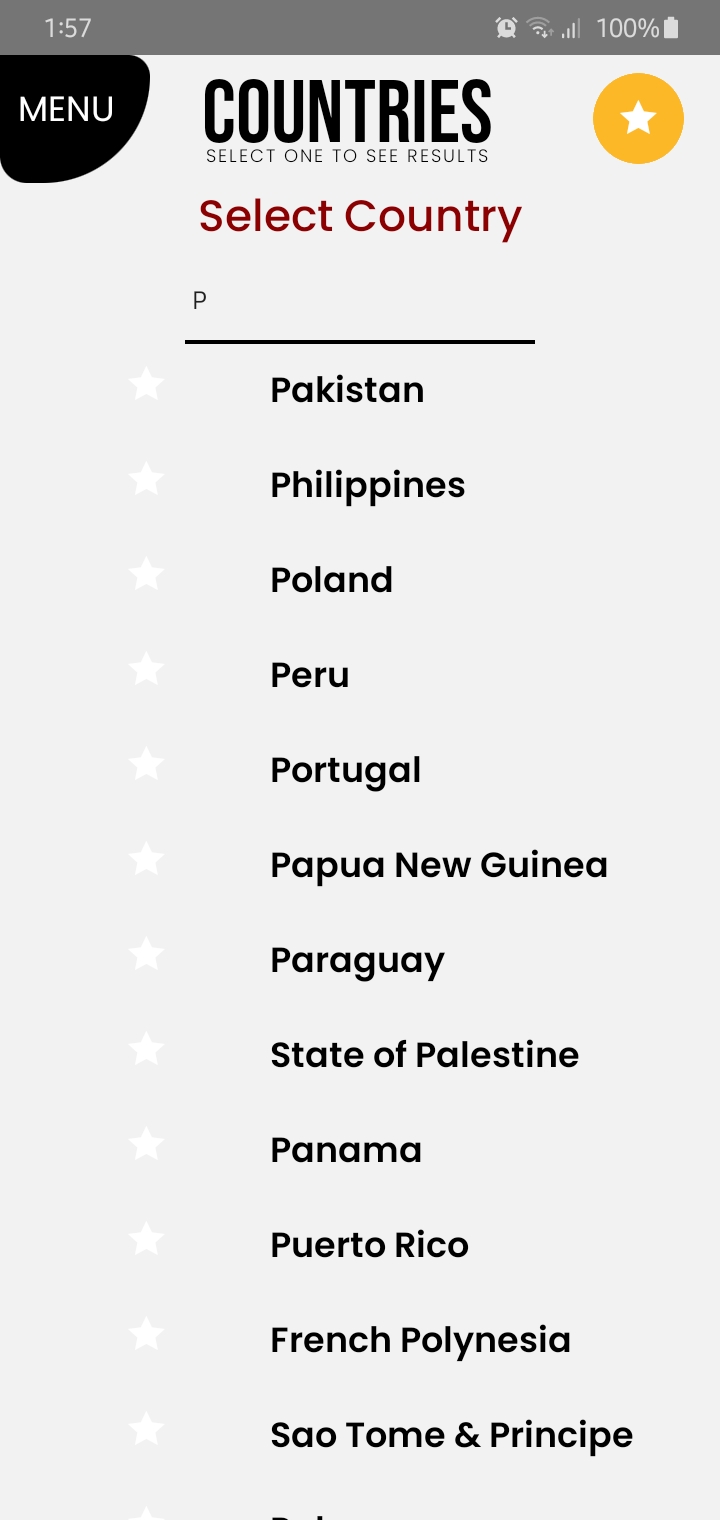 1:57
100%
MENU
COUNTRIES
SELECT ONE TO SEE RESULTS
Select Country
P
Pakistan
Philippines
Poland
Peru
Portugal
Papua New Guinea
Paraguay
State of Palestine
Panama
Puerto Rico
French Polynesia
Sao Tome & Principe